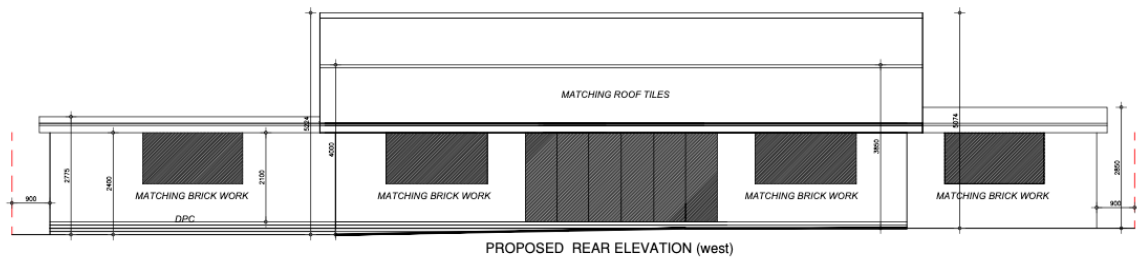 MATCHING ROOF TILES
5224
4000
3850
5074
2775
2400
2100
2850
900
900
MATCHING BRICK WORK
MATCHING BRICK WORK
MATCHING BRICK WORK
MATCHING BRICK WORK
DPC
PROPOSED REAR ELEVATION (west)